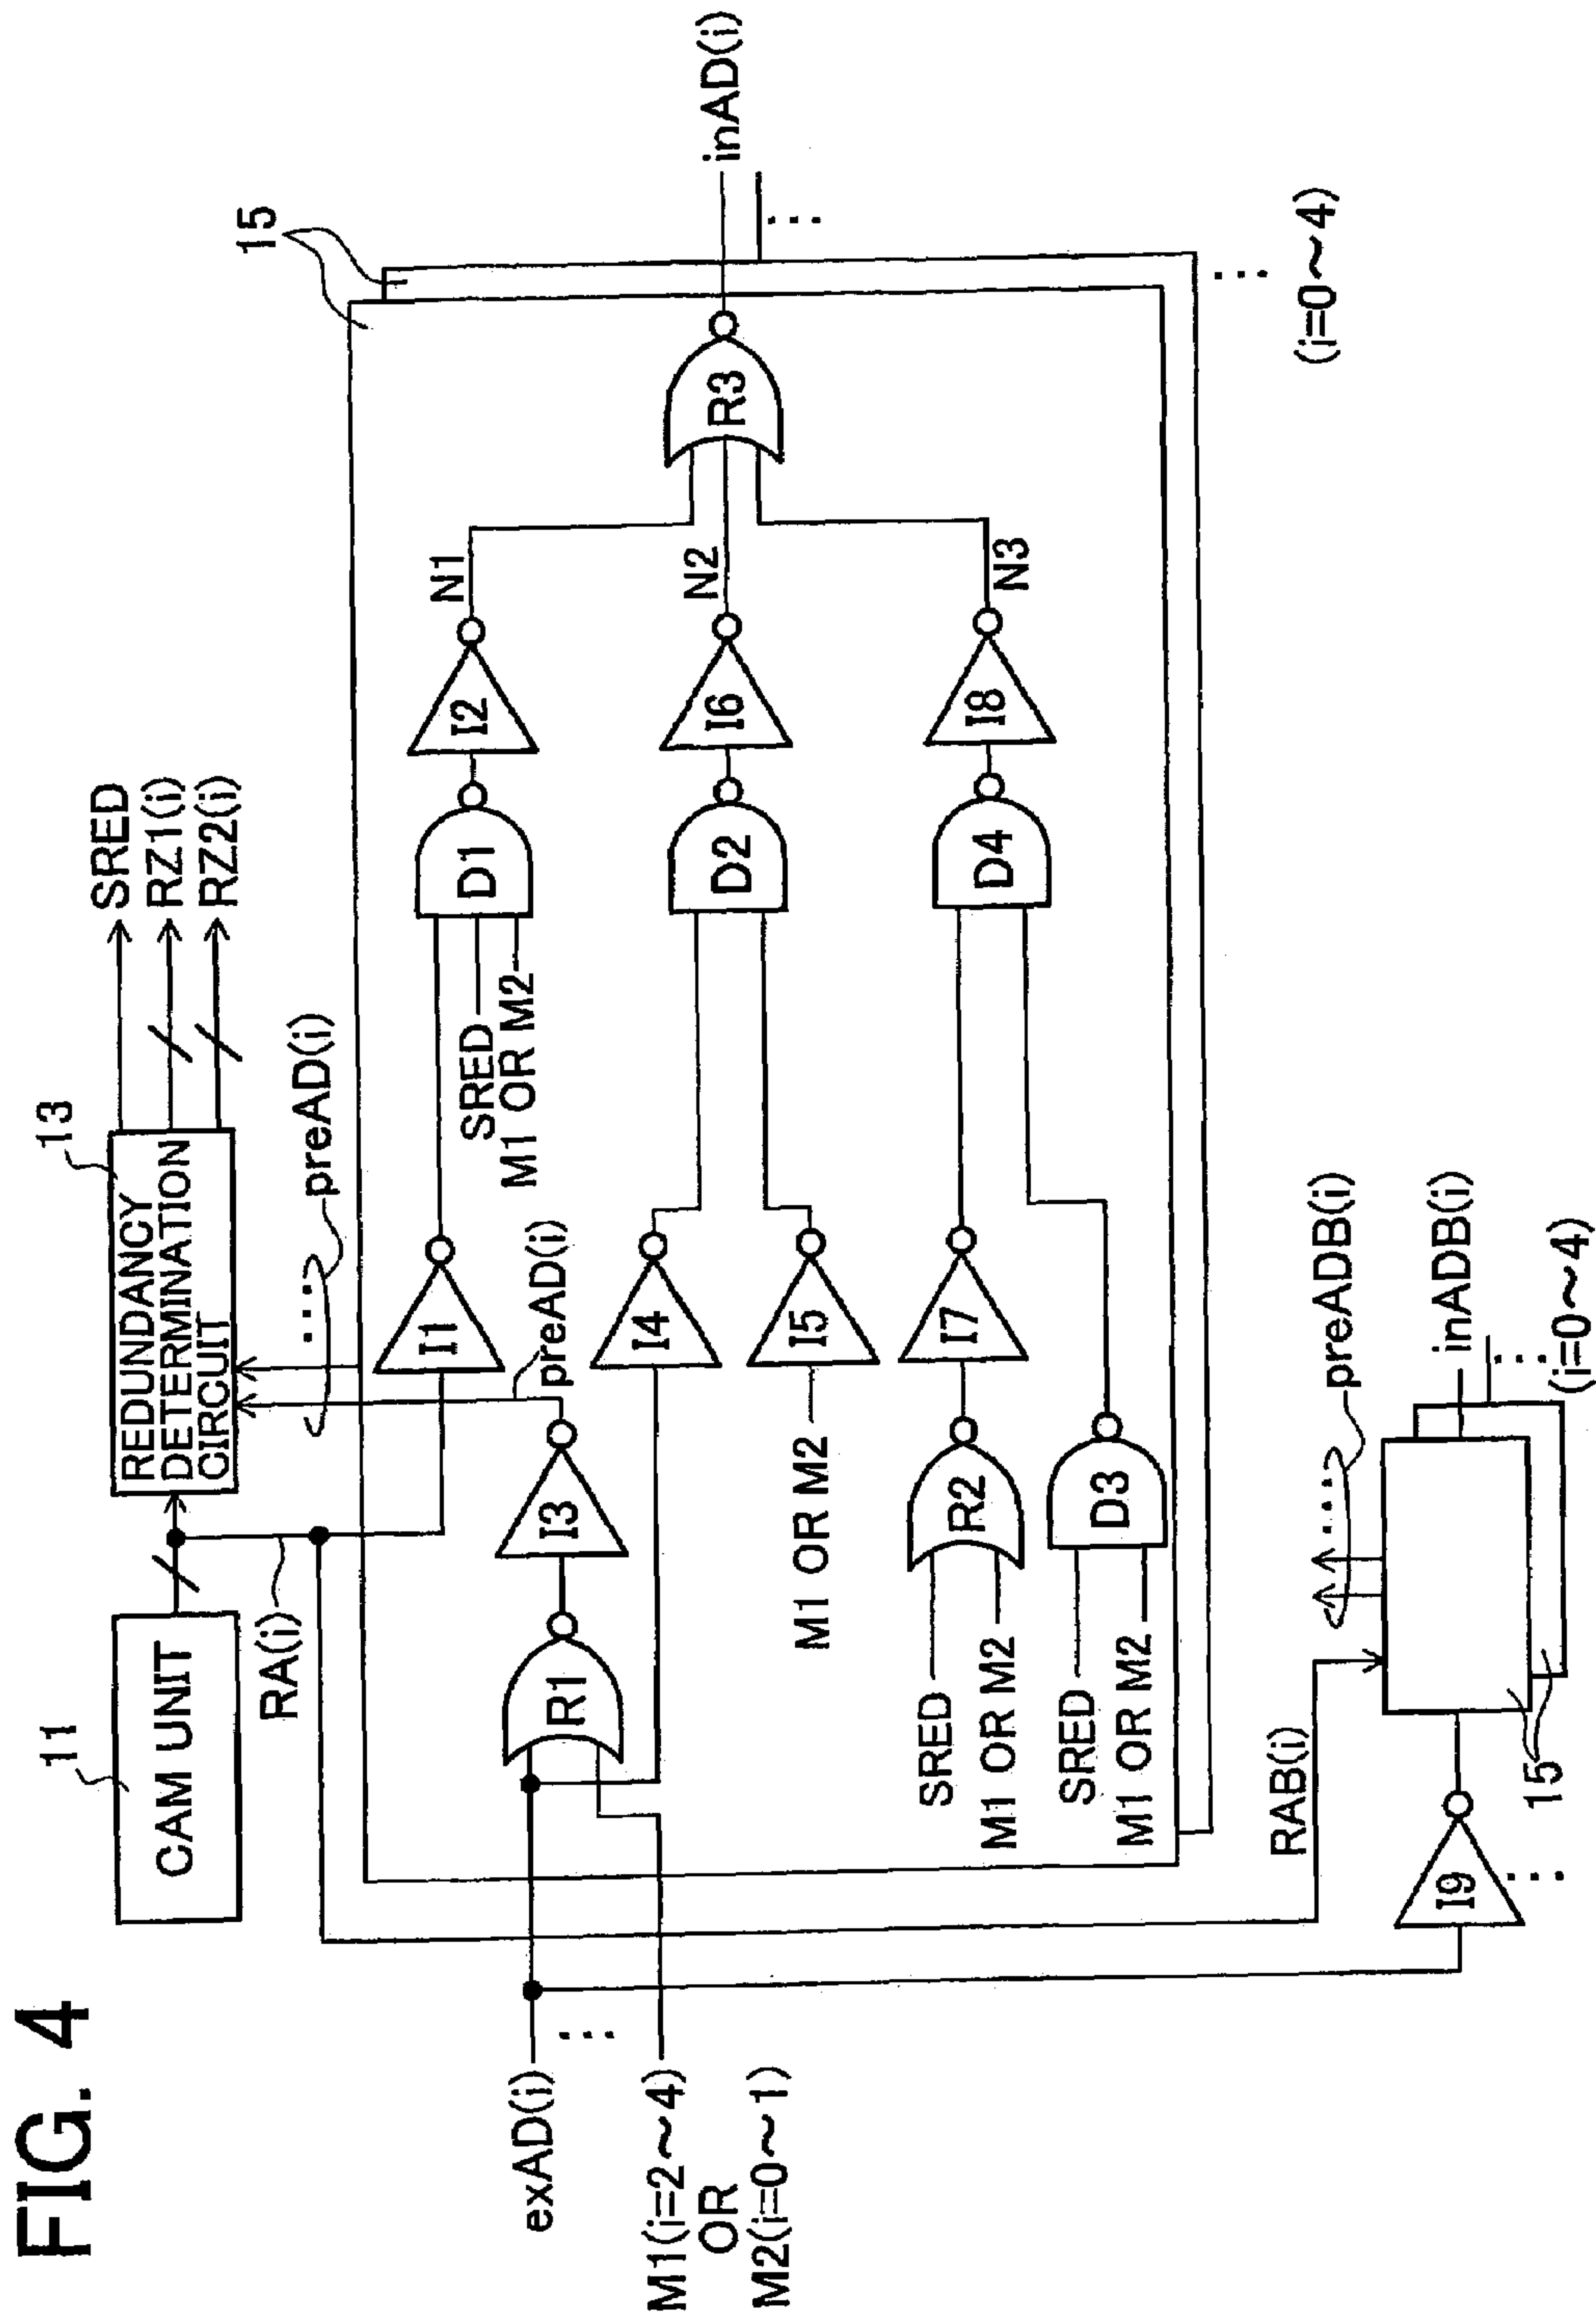 FIG. 4
11
CAM UNIT
RA(i)
13
REDUNDANCY
DETERMINATION
CIRCUIT
SRED
RZ1(i)
RZ2(i)
preAD(i)
15
exAD(i)
M1(i=2~4)
OR
M2(i=0~1)
R1
I3
preAD(i)
I1
SRED
M1 OR M2
D1
I2
N1
I4
M1 OR M2
I5
D2
I6
N2
R3
inAD(i)
SRED
M1 OR M2
R2
I7
SRED
M1 OR M2
D3
D4
I8
N3
(i=0~4)
RAB(i)
I9
15
preADB(i)
inADB(i)
(i=0~4)